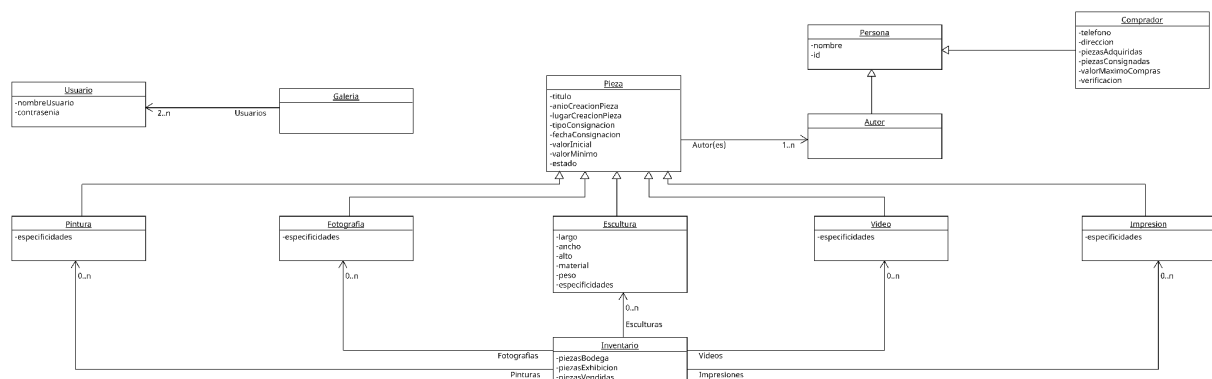 Comprador
-telefono
-direccion
-piezasAdquiridas
-piezasConsignadas
-valorMaximoCompras
-verificacion
Persona
-nombre
-id
Usuario
-nombreUsuario
-contrasenia
2..n
Usuarios
Galeria
Pieza
-titulo
-anioCreacionPieza
-lugarCreacionPieza
-tipoConsignacion
-fechaConsignacion
-valorInicial
-valorMinimo
-estado
Autor(es)
1..n
Autor
Pintura
-especificidades
Fotografia
-especificidades
Escultura
-largo
-ancho
-alto
-material
-peso
-especificidades
Video
-especificidades
Impresion
-especificidades
0..n
0..n
0..n
0..n
0..n
Esculturas
Fotografias
Pinturas
Inventario
-piezasBodega
-piezasExhibicion
-piezasVendidas
Videos
Impresiones